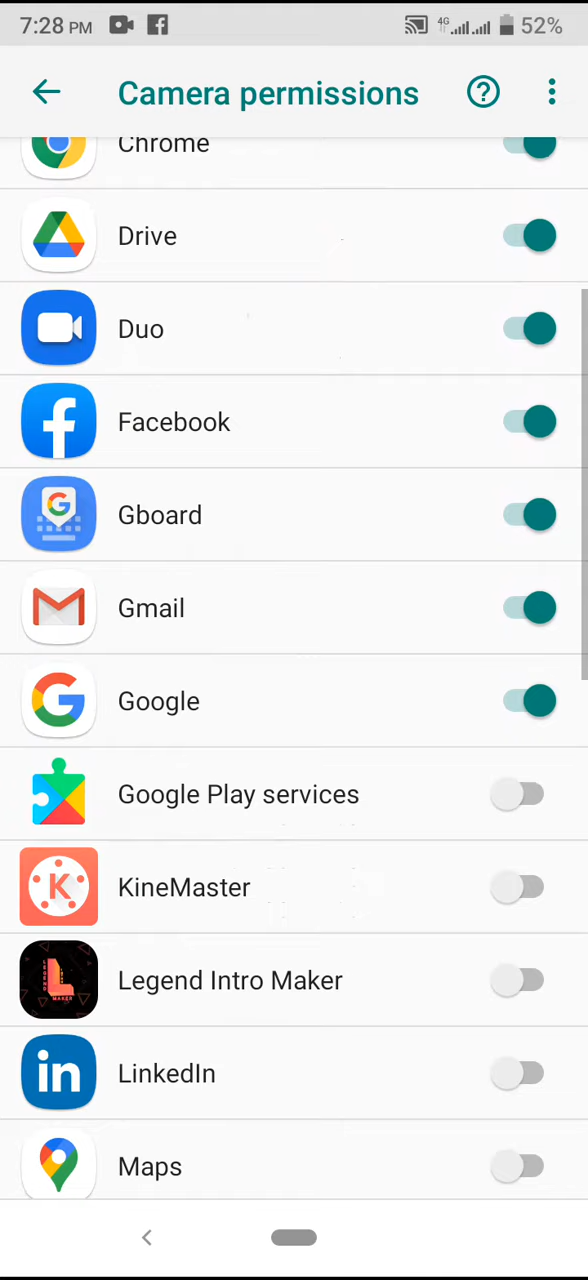 7:28 PM 4G 52%
Camera permissions
Chrome
Drive
Duo
Facebook
Gboard
Gmail
Google
Google Play services
KineMaster
Legend Intro Maker
LinkedIn
Maps